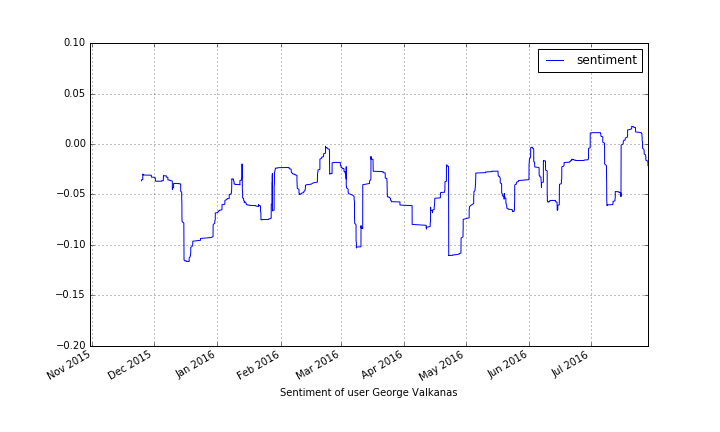 0.10
sentiment
0.05
0.00
−0.05
−0.10
−0.15
−0.20
Nov 2015
Dec 2015
Jan 2016
Feb 2016
Mar 2016
Apr 2016
May 2016
Jun 2016
Jul 2016
Sentiment of user George Valkanas